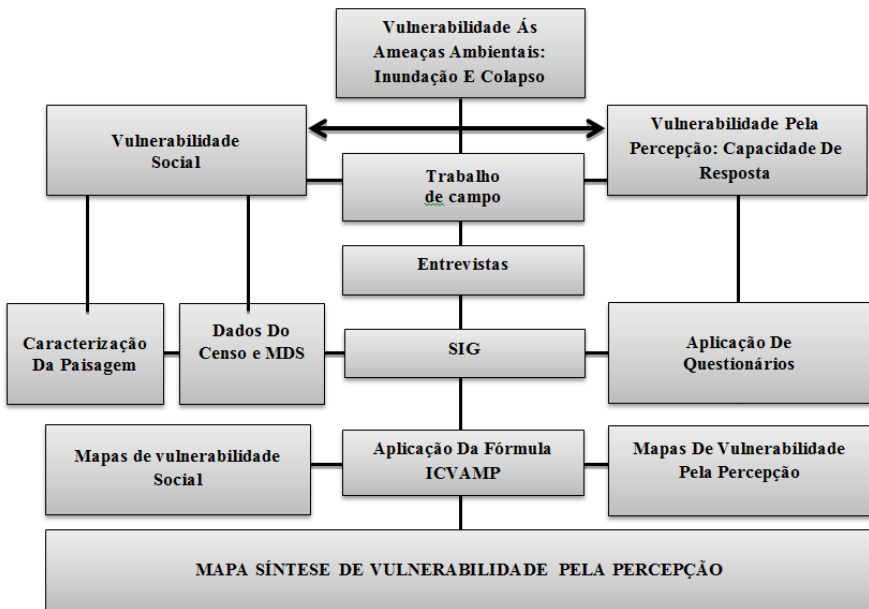 Vulnerabilidade Ás
Ameaças Ambientais:
Inundação E Colapso
Vulnerabilidade
Social
Vulnerabilidade Pela
Percepção: Capacidade De
Resposta
Trabalho
de campo
Entrevistas
Caracterização
Da Paisagem
Dados Do
Censo e MDS
SIG
Aplicação De
Questionários
Mapas de vulnerabilidade
Social
Aplicação Da Fórmula
ICVAMP
Mapas De Vulnerabilidade
Pela Percepção
MAPA SÍNTESE DE VULNERABILIDADE PELA PERCEPÇÃO